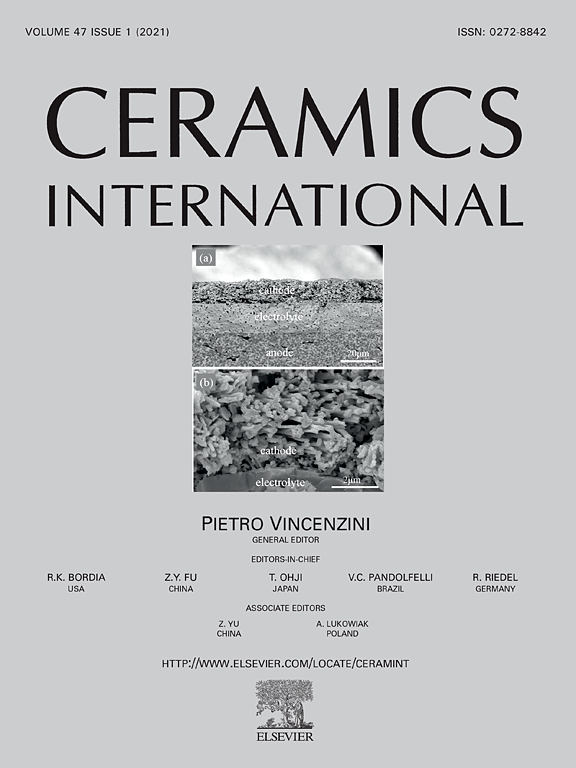 VOLUME 47 ISSUE 1 (2021) ISSN: 0272-8842
CERAMICS
INTERNATIONAL
(a)
cathode
electrolyte
anode
20μm
(b)
cathode
electrolyte
2μm
PIETRO VINCENZINI
GENERAL EDITOR
EDITORS-IN-CHIEF
R.K. BORDIA Z.Y. FU T. OHJI V.C. PANDOLFELLI R. RIEDEL
USA CHINA JAPAN BRAZIL GERMANY
ASSOCIATE EDITORS
Z. YU A. LUKOWIAK
CHINA POLAND
HTTP://WWW.ELSEVIER.COM/LOCATE/CERAMINT
ELSEVIER